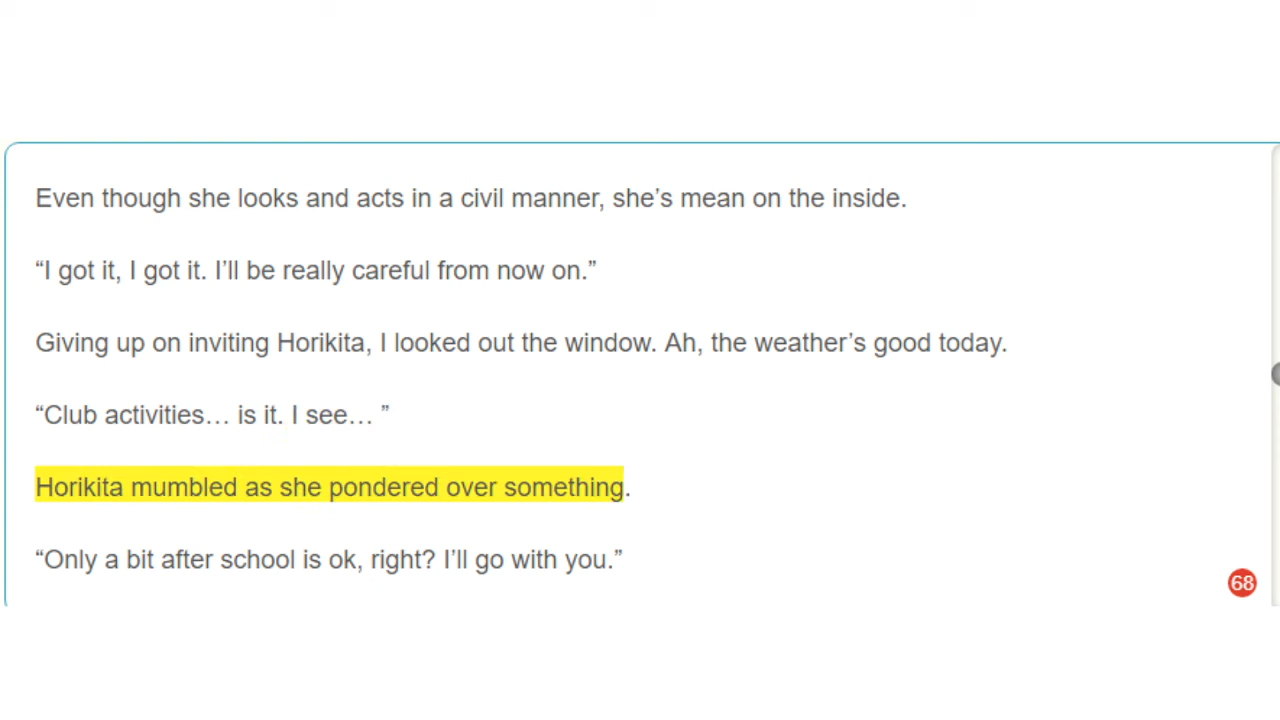 Even though she looks and acts in a civil manner, she’s mean on the inside.
“I got it, I got it. I’ll be really careful from now on.”
Giving up on inviting Horikita, I looked out the window. Ah, the weather’s good today.
“Club activities… is it. I see… ”
Horikita mumbled as she pondered over something.
“Only a bit after school is ok, right? I’ll go with you.”
68